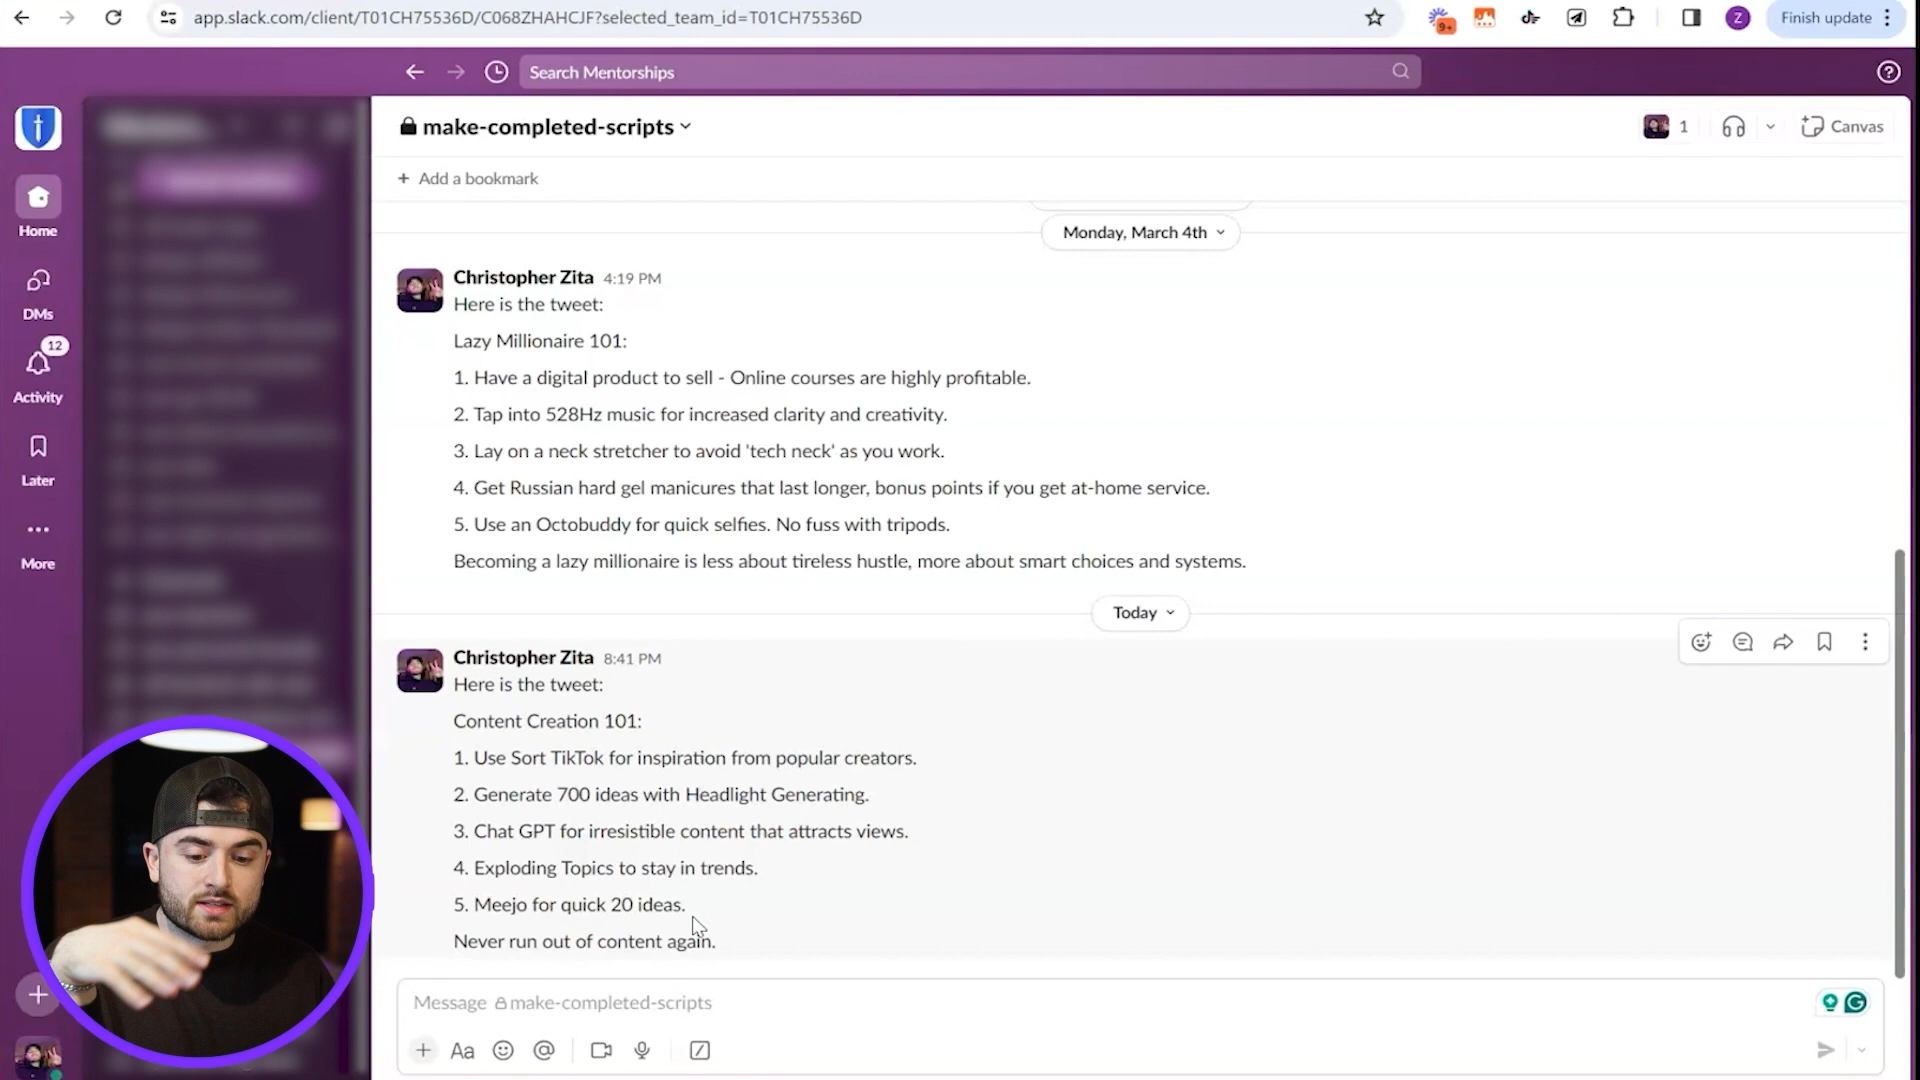 app.slack.com/client/T01CH75536D/C068ZHAHCJF?selected_team_id=T01CH75536D
9+
Z
Finish update
Search Mentorships
make-completed-scripts
1
Canvas
+ Add a bookmark
Home
DMs
12
Activity
Later
More
Monday, March 4th
Christopher Zita 4:19 PM
Here is the tweet:
Lazy Millionaire 101:
1. Have a digital product to sell - Online courses are highly profitable.
2. Tap into 528Hz music for increased clarity and creativity.
3. Lay on a neck stretcher to avoid 'tech neck' as you work.
4. Get Russian hard gel manicures that last longer, bonus points if you get at-home service.
5. Use an Octobuddy for quick selfies. No fuss with tripods.
Becoming a lazy millionaire is less about tireless hustle, more about smart choices and systems.
Today
Christopher Zita 8:41 PM
Here is the tweet:
Content Creation 101:
1. Use Sort TikTok for inspiration from popular creators.
2. Generate 700 ideas with Headlight Generating.
3. Chat GPT for irresistible content that attracts views.
4. Exploding Topics to stay in trends.
5. Meejo for quick 20 ideas.
Never run out of content again.
Message make-completed-scripts
Aa